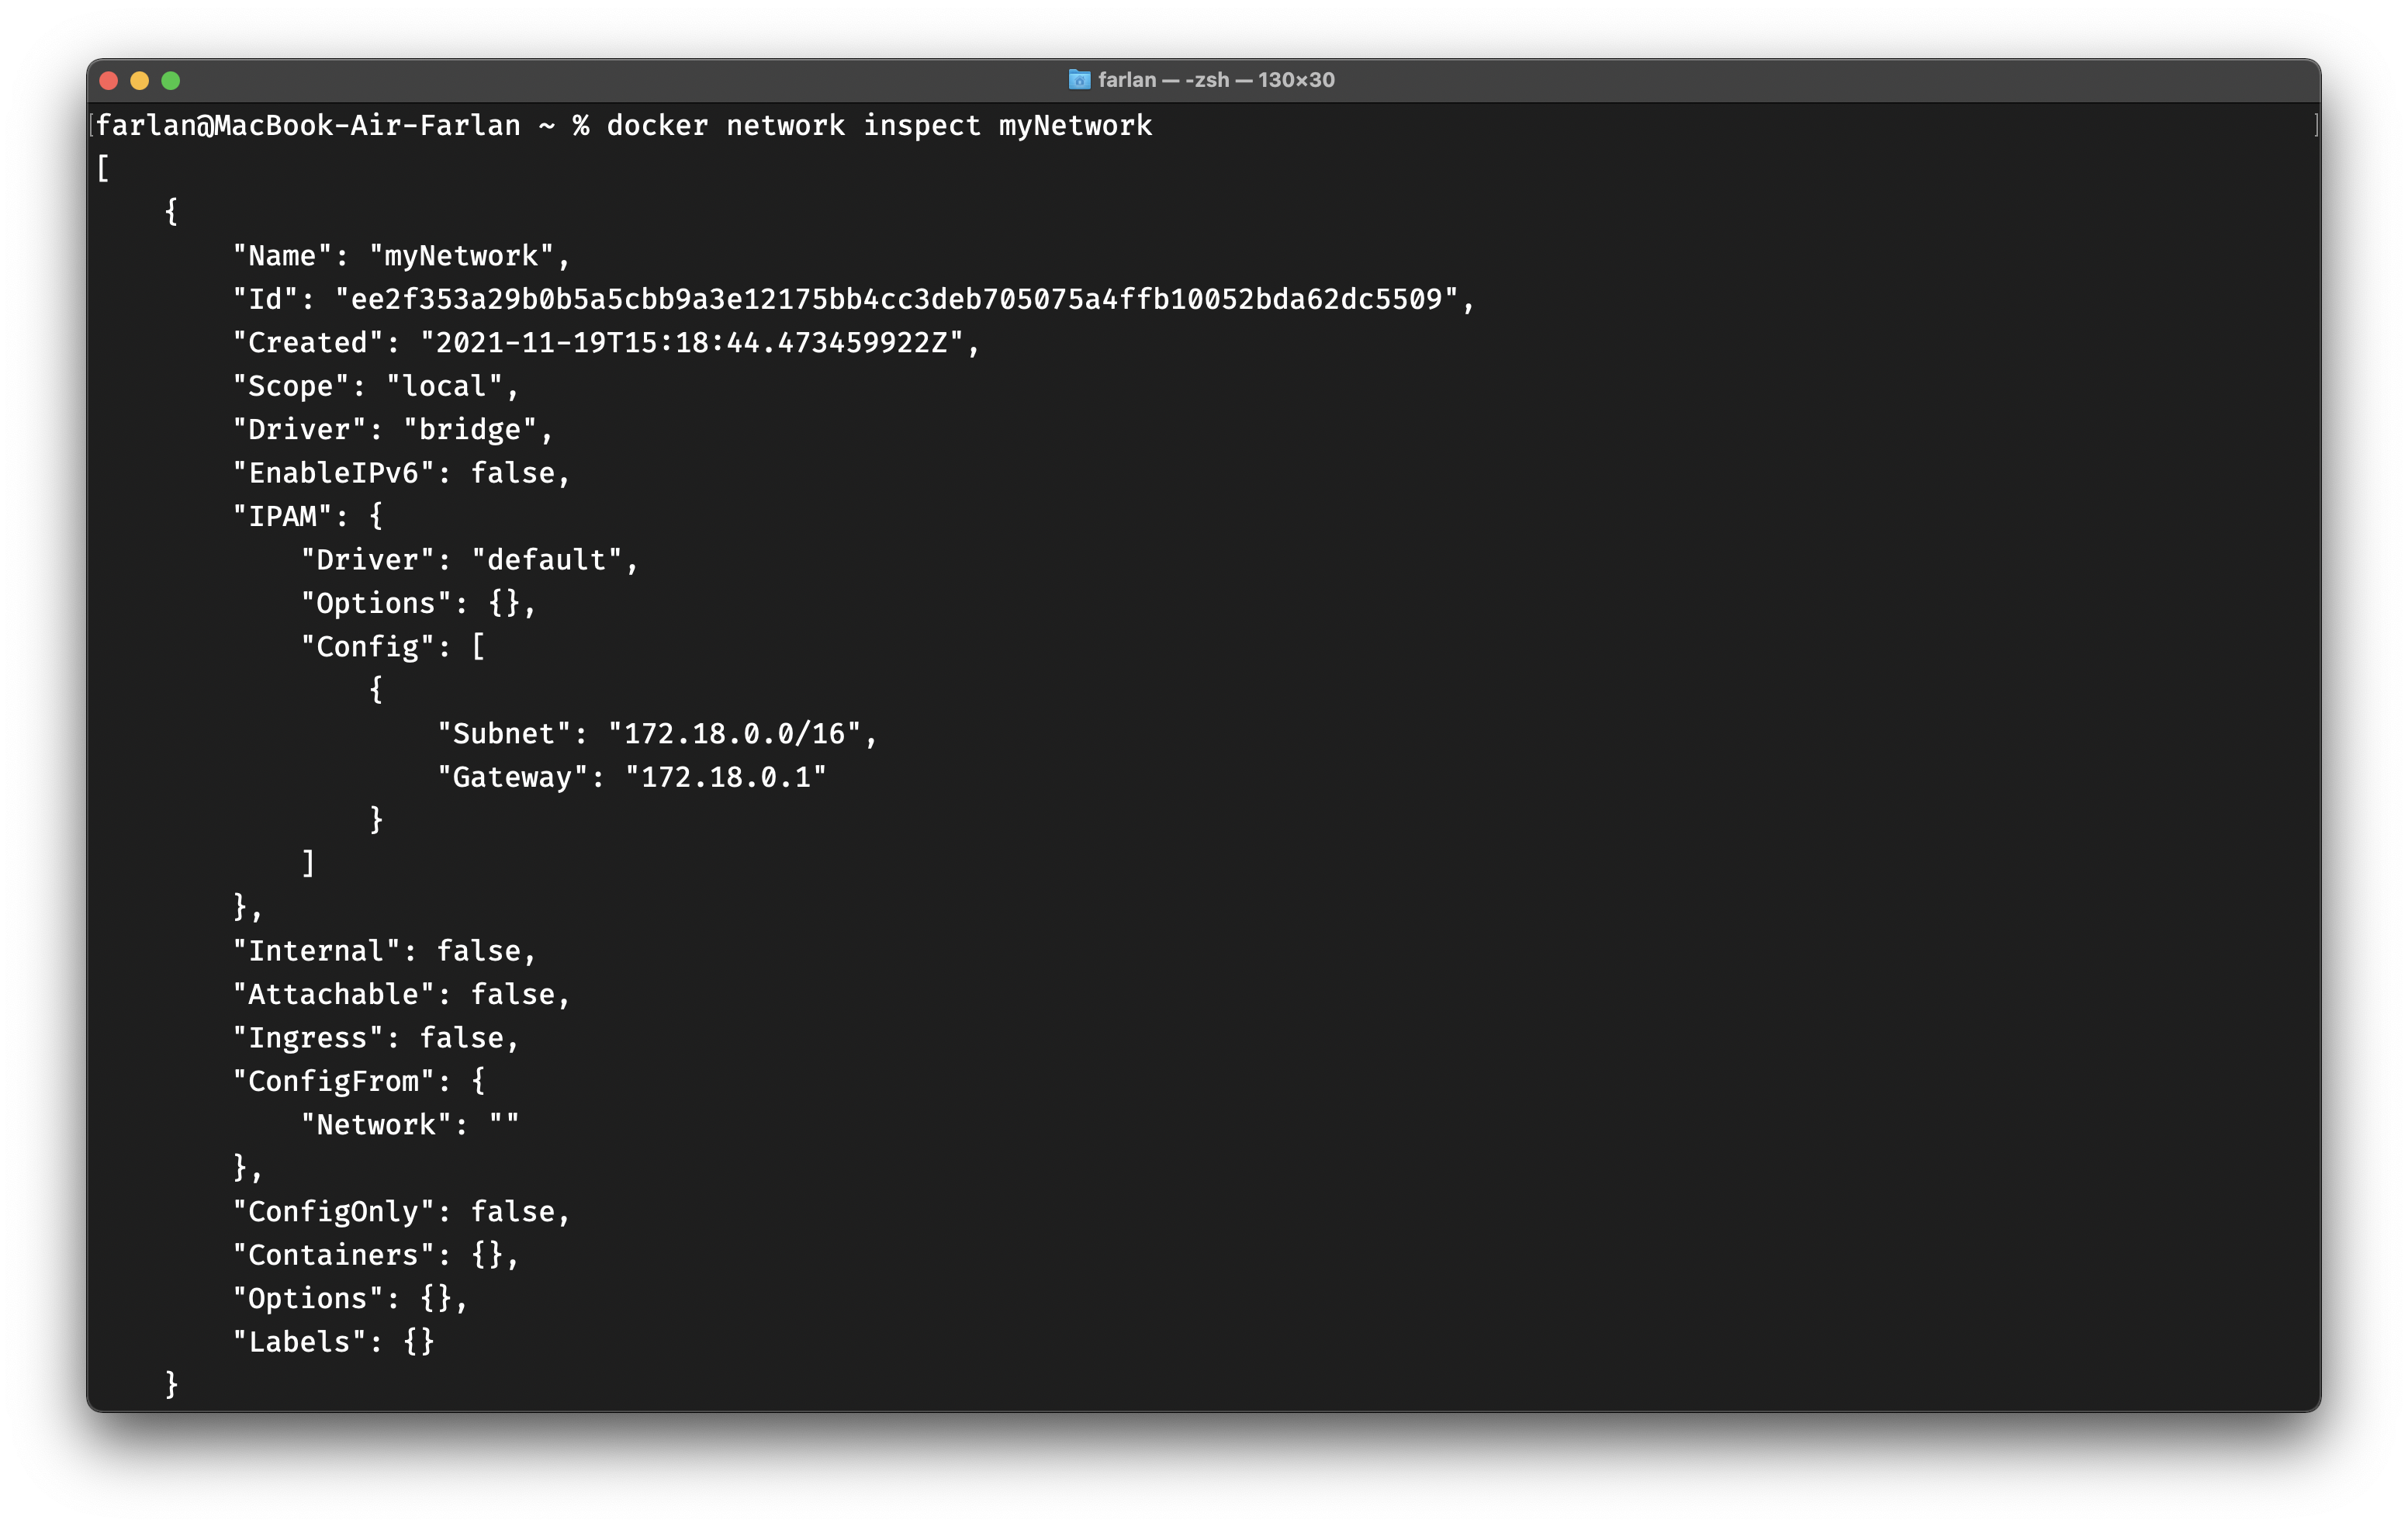 farlan — -zsh — 130×30
[farlan@MacBook-Air-Farlan ~ % docker network inspect myNetwork ]
[
    {
        "Name": "myNetwork",
        "Id": "ee2f353a29b0b5a5cbb9a3e12175bb4cc3deb705075a4ffb10052bda62dc5509",
        "Created": "2021-11-19T15:18:44.473459922Z",
        "Scope": "local",
        "Driver": "bridge",
        "EnableIPv6": false,
        "IPAM": {
            "Driver": "default",
            "Options": {},
            "Config": [
                {
                    "Subnet": "172.18.0.0/16",
                    "Gateway": "172.18.0.1"
                }
            ]
        },
        "Internal": false,
        "Attachable": false,
        "Ingress": false,
        "ConfigFrom": {
            "Network": ""
        },
        "ConfigOnly": false,
        "Containers": {},
        "Options": {},
        "Labels": {}
    }